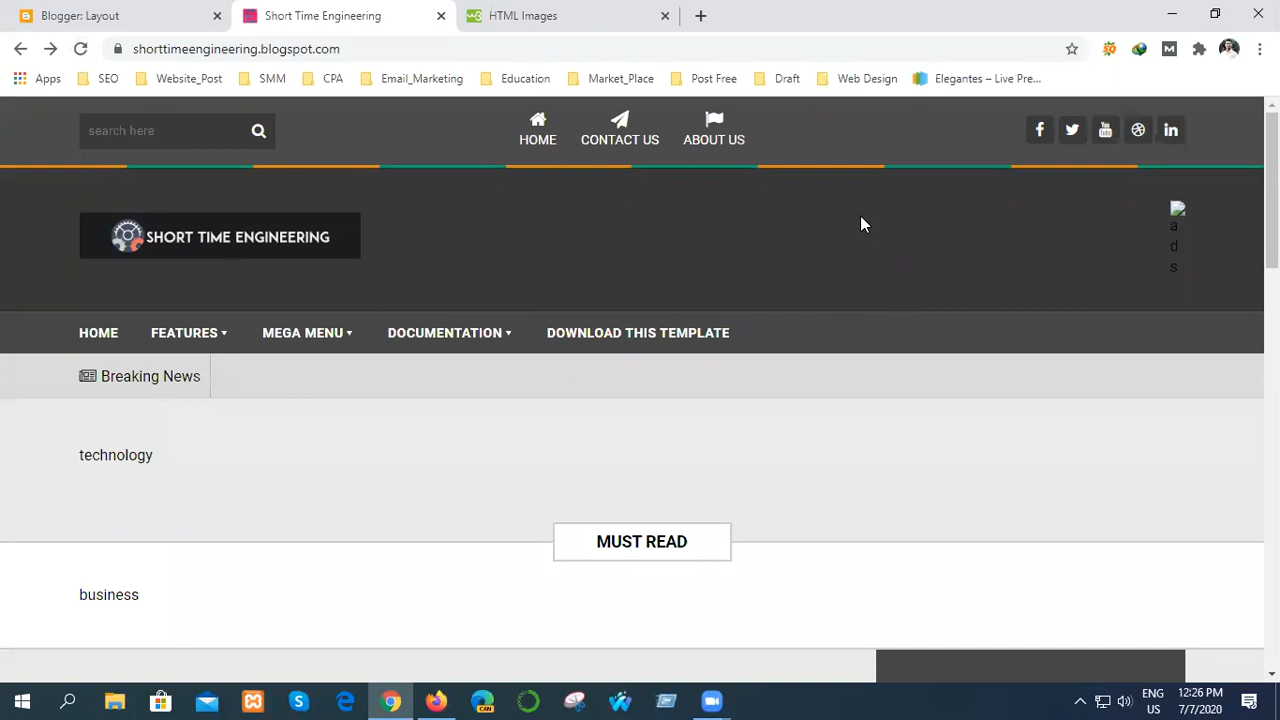 Blogger: Layout
Short Time Engineering
HTML Images
shorttimeengineering.blogspot.com
Apps
SEO
Website_Post
SMM
CPA
Email_Marketing
Education
Market_Place
Post Free
Draft
Web Design
Elegantes – Live Pre...
search here
HOME
CONTACT US
ABOUT US
You
Tube
SHORT TIME ENGINEERING
a
d
s
HOME
FEATURES
MEGA MENU
DOCUMENTATION
DOWNLOAD THIS TEMPLATE
Breaking News
technology
MUST READ
business
CAN
ENG
US
12:26 PM
7/7/2020